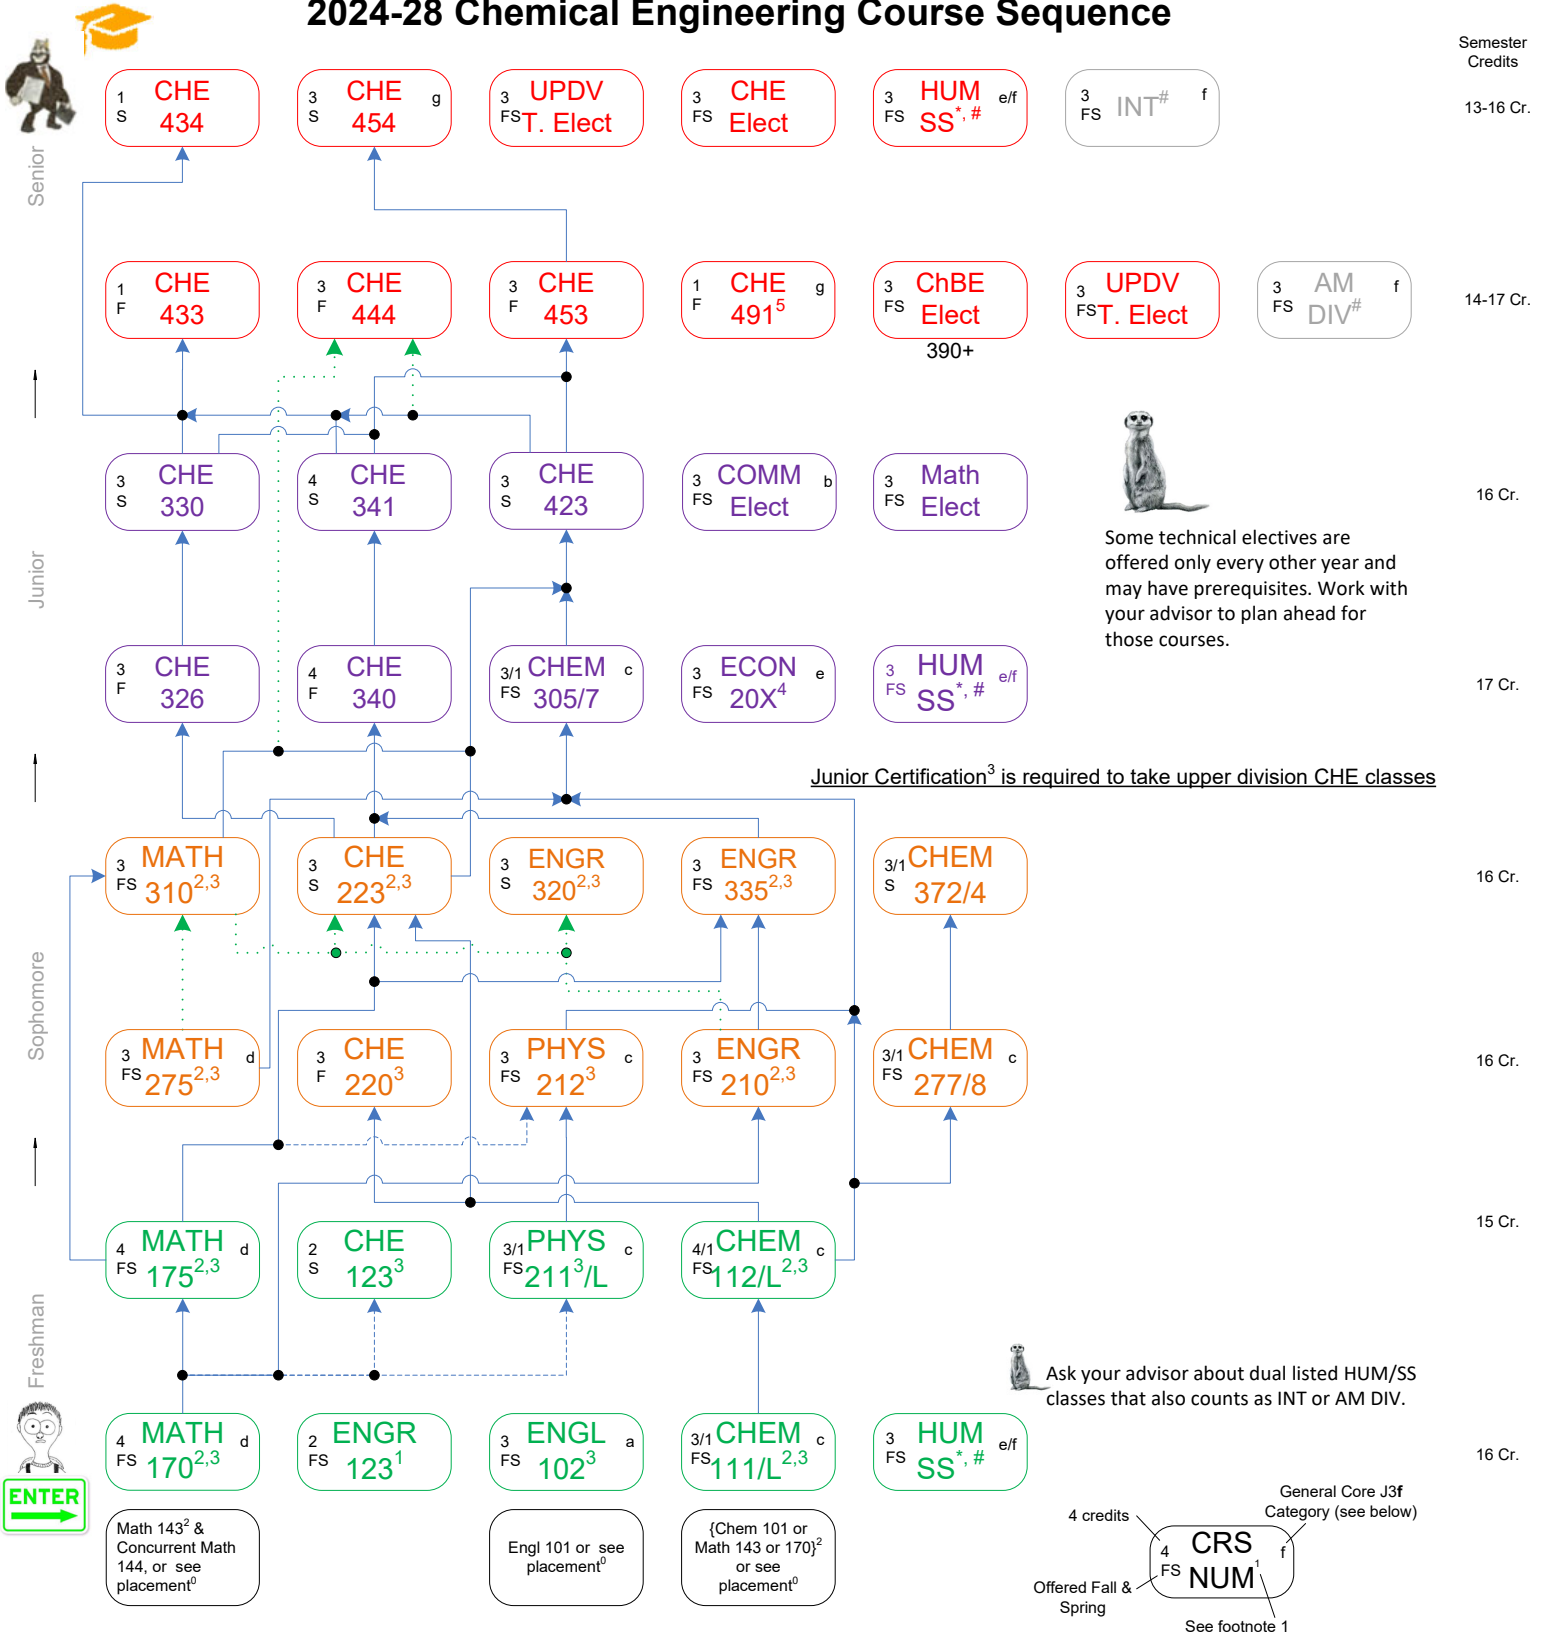 2024-28 Chemical Engineering Course Sequence
Semester
Credits
1 CHE
S 434
3 CHE g
S 454
3 UPDV
FS T. Elect
3 CHE
FS Elect
3 HUM e/f
FS SS*, #
3 INT# f
FS
13-16 Cr.
Senior
1 CHE
F 433
3 CHE
F 444
3 CHE
F 453
1 CHE g
F 491⁵
3 ChBE
FS Elect
390+
3 UPDV
FS T. Elect
3 AM f
FS DIV#
14-17 Cr.
3 CHE
S 330
4 CHE
S 341
3 CHE
S 423
3 COMM b
FS Elect
3 Math
FS Elect
16 Cr.
Some technical electives are
offered only every other year and
may have prerequisites. Work with
your advisor to plan ahead for
those courses.
Junior
3 CHE
F 326
4 CHE
F 340
3/1 CHEM c
FS 305/7
3 ECON e
FS 20X⁴
3 HUM e/f
FS SS*, #
17 Cr.
Junior Certification³ is required to take upper division CHE classes
3 MATH
FS 310²,³
3 CHE
S 223²,³
3 ENGR
S 320²,³
3 ENGR
FS 335²,³
3/1 CHEM
S 372/4
16 Cr.
Sophomore
3 MATH d
FS 275²,³
3 CHE
F 220³
3 PHYS c
FS 212³
3 ENGR
FS 210²,³
3/1 CHEM c
FS 277/8
16 Cr.
4 MATH d
FS 175²,³
2 CHE
S 123³
3/1 PHYS c
FS 211³/L
4/1 CHEM c
FS 112/L²,³
15 Cr.
Freshman
Ask your advisor about dual listed HUM/SS
classes that also counts as INT or AM DIV.
4 MATH d
FS 170²,³
2 ENGR
FS 123¹
3 ENGL a
FS 102³
3/1 CHEM c
FS 111/L²,³
3 HUM e/f
FS SS*, #
16 Cr.
ENTER
Math 143² &
Concurrent Math
144, or see
placement⁰
Engl 101 or see
placement⁰
{Chem 101 or
Math 143 or 170}²
or see
placement⁰
General Core J3f
Category (see below)
4 credits
4 CRS f
FS NUM¹
Offered Fall &
Spring
See footnote 1